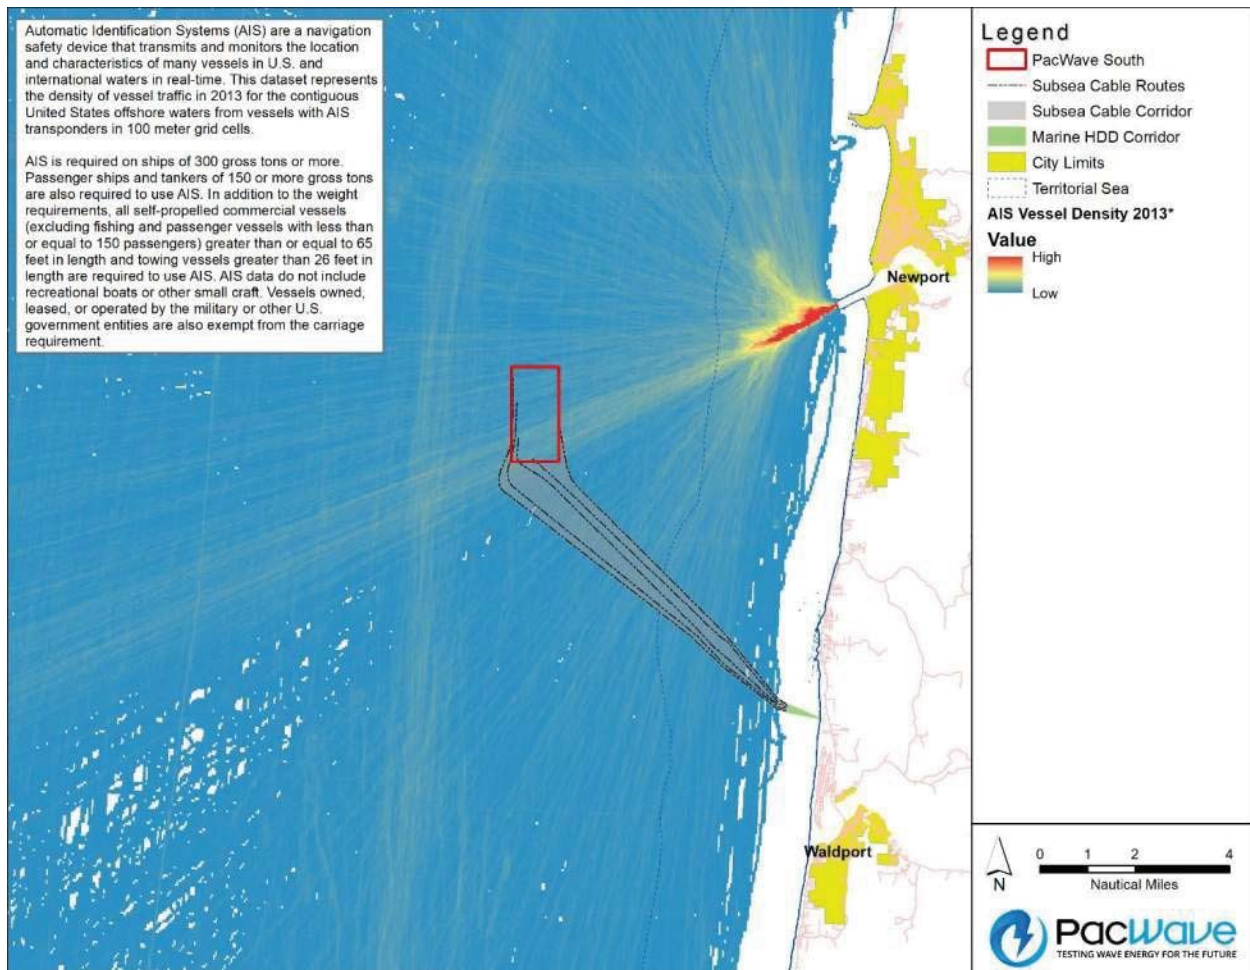 Automatic Identification Systems (AIS) are a navigation
safety device that transmits and monitors the location
and characteristics of many vessels in U.S. and
international waters in real-time. This dataset represents
the density of vessel traffic in 2013 for the contiguous
United States offshore waters from vessels with AIS
transponders in 100 meter grid cells.
AIS is required on ships of 300 gross tons or more.
Passenger ships and tankers of 150 or more gross tons
are also required to use AIS. In addition to the weight
requirements, all self-propelled commercial vessels
(excluding fishing and passenger vessels with less than
or equal to 150 passengers) greater than or equal to 65
feet in length and towing vessels greater than 26 feet in
length are required to use AIS. AIS data do not include
recreational boats or other small craft. Vessels owned,
leased, or operated by the military or other U.S.
government entities are also exempt from the carriage
requirement.
Newport
Waldport
Legend
PacWave South
Subsea Cable Routes
Subsea Cable Corridor
Marine HDD Corridor
City Limits
Territorial Sea
AIS Vessel Density 2013*
Value
High
Low
N
0 1 2 4
Nautical Miles
PacWave
TESTING WAVE ENERGY FOR THE FUTURE